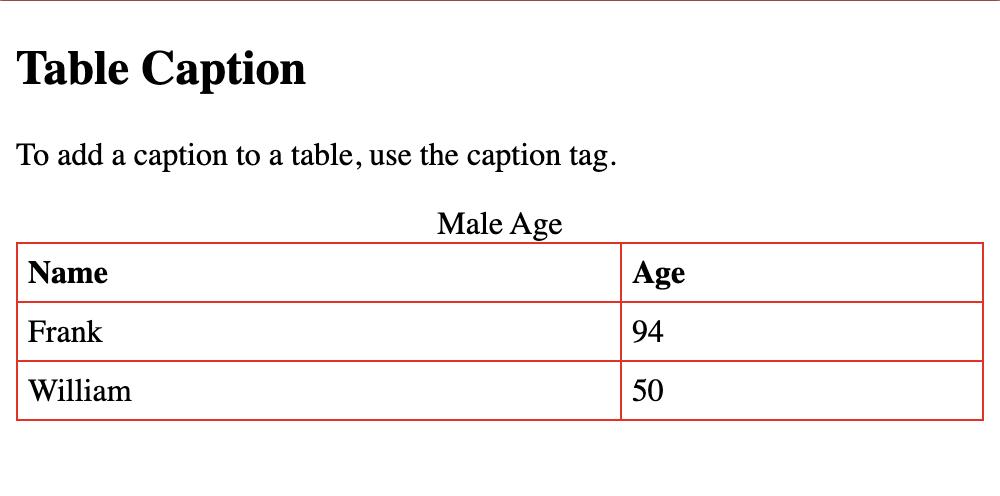 Table Caption
To add a caption to a table, use the caption tag.
Male Age
Name Age
Frank 94
William 50